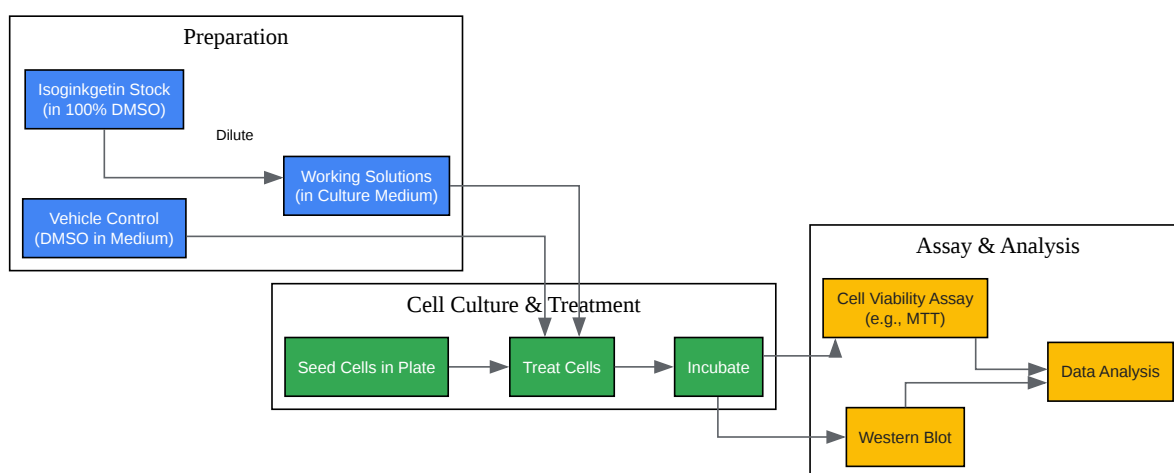 Preparation
Isoginkgetin Stock
(in 100% DMSO)
Dilute
Working Solutions
(in Culture Medium)
Vehicle Control
(DMSO in Medium)
Cell Culture & Treatment
Seed Cells in Plate
Treat Cells
Incubate
Assay & Analysis
Cell Viability Assay
(e.g., MTT)
Data Analysis
Western Blot